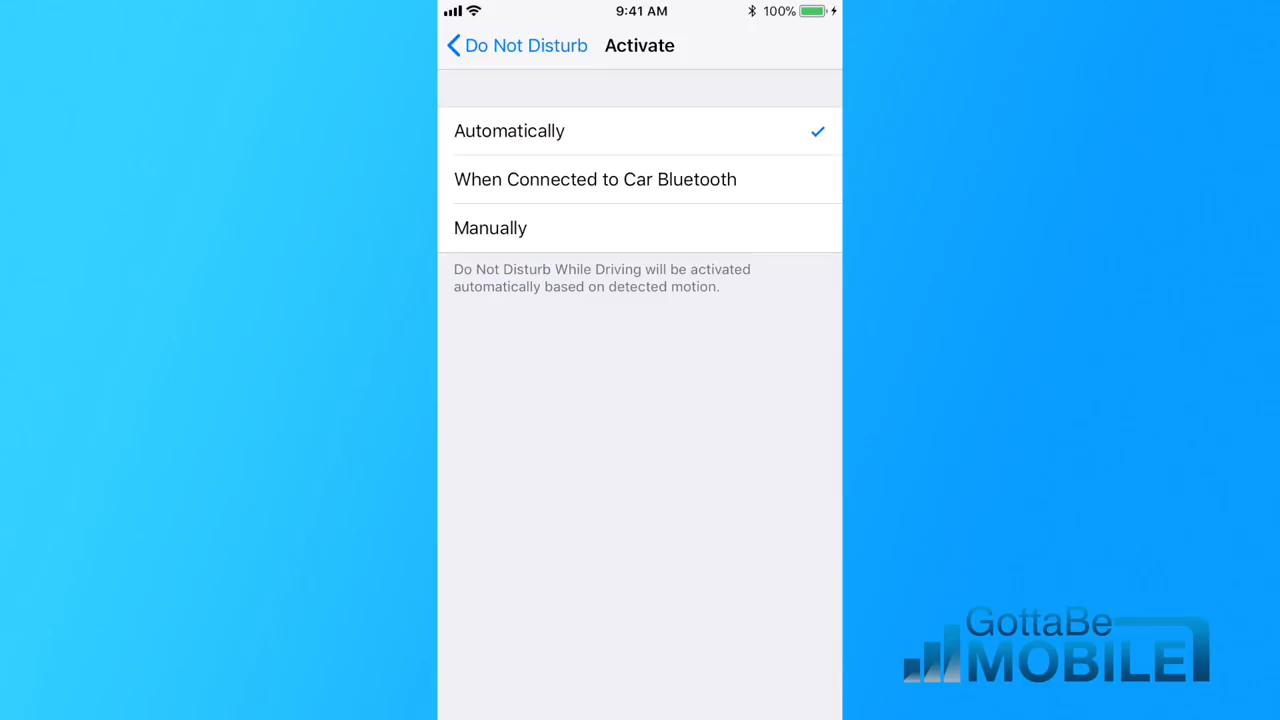 9:41 AM
100%
Do Not Disturb
Activate
Automatically
When Connected to Car Bluetooth
Manually
Do Not Disturb While Driving will be activated
automatically based on detected motion.
GottaBe
MOBILE